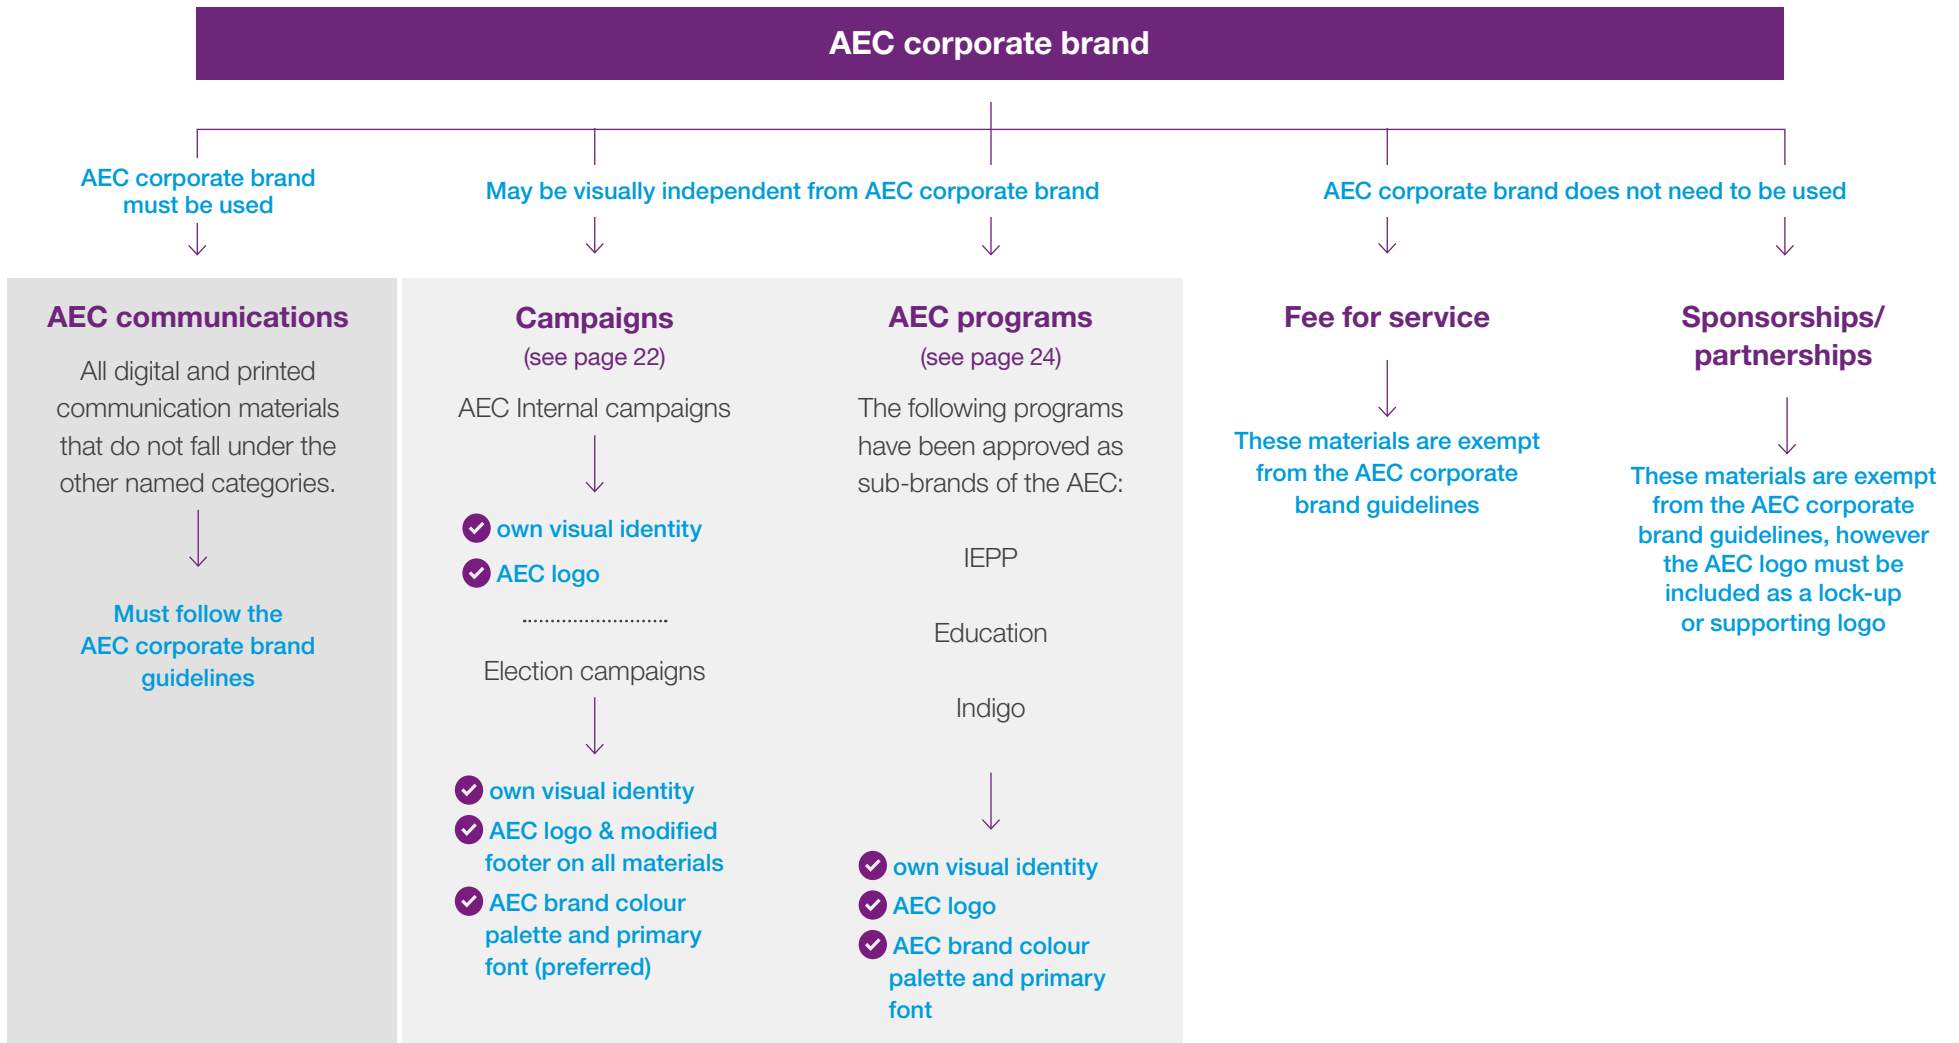 AEC corporate brand
AEC corporate brand
must be used
May be visually independent from AEC corporate brand
AEC corporate brand does not need to be used
AEC communications
All digital and printed
communication materials
that do not fall under the
other named categories.
Must follow the
AEC corporate brand
guidelines
Campaigns
(see page 22)
AEC Internal campaigns
own visual identity
AEC logo
Election campaigns
own visual identity
AEC logo & modified
footer on all materials
AEC brand colour
palette and primary
font (preferred)
AEC programs
(see page 24)
The following programs
have been approved as
sub-brands of the AEC:
IEPP
Education
Indigo
own visual identity
AEC logo
AEC brand colour
palette and primary
font
Fee for service
These materials are exempt
from the AEC corporate
brand guidelines
Sponsorships/
partnerships
These materials are exempt
from the AEC corporate
brand guidelines, however
the AEC logo must be
included as a lock-up
or supporting logo